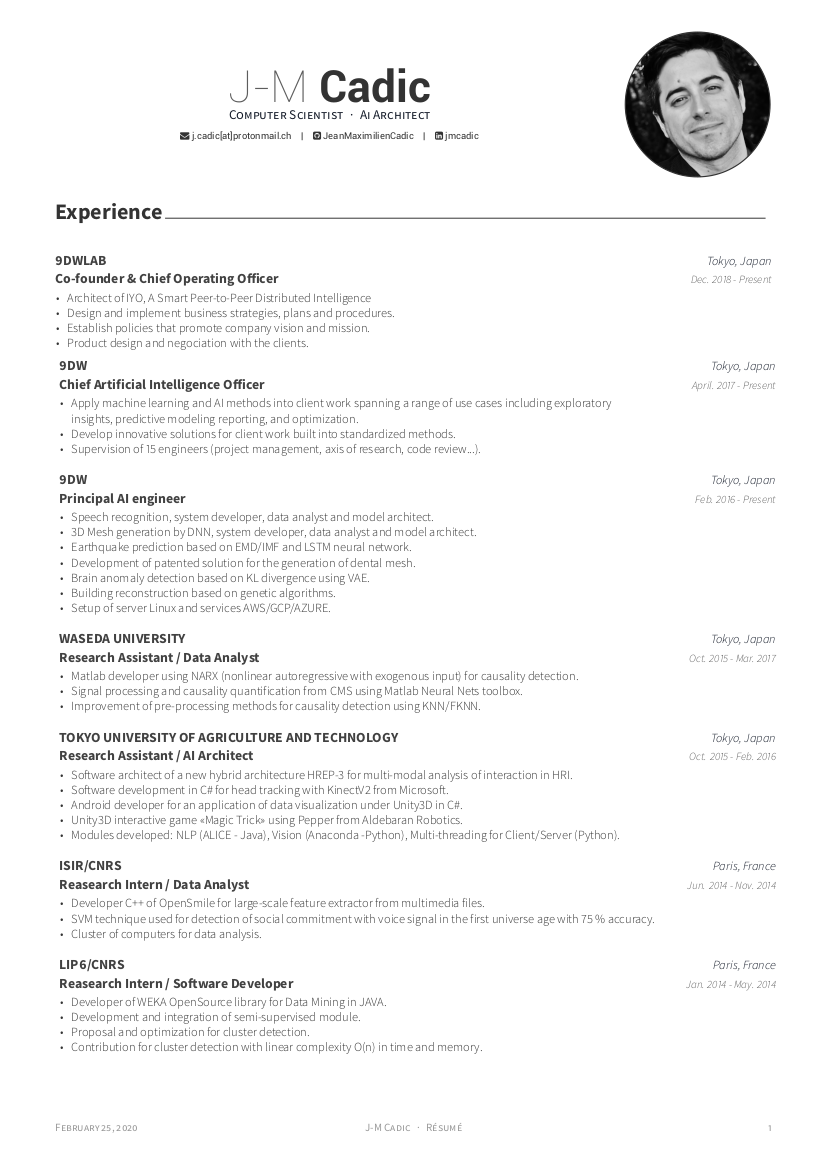 J-M Cadic
Computer Scientist · AI Architect
j.cadic[at]protonmail.ch | JeanMaximilienCadic | jmcadic
Experience
9DWLAB Tokyo, Japan
Co-founder & Chief Operating Officer Dec. 2018 - Present
• Architect of IYO, A Smart Peer-to-Peer Distributed Intelligence
• Design and implement business strategies, plans and procedures.
• Establish policies that promote company vision and mission.
• Product design and negociation with the clients.
9DW Tokyo, Japan
Chief Artificial Intelligence Officer April. 2017 - Present
• Apply machine learning and AI methods into client work spanning a range of use cases including exploratory
insights, predictive modeling reporting, and optimization.
• Develop innovative solutions for client work built into standardized methods.
• Supervision of 15 engineers (project management, axis of research, code review...).
9DW Tokyo, Japan
Principal AI engineer Feb. 2016 - Present
• Speech recognition, system developer, data analyst and model architect.
• 3D Mesh generation by DNN, system developer, data analyst and model architect.
• Earthquake prediction based on EMD/IMF and LSTM neural network.
• Development of patented solution for the generation of dental mesh.
• Brain anomaly detection based on KL divergence using VAE.
• Building reconstruction based on genetic algorithms.
• Setup of server Linux and services AWS/GCP/AZURE.
WASEDA UNIVERSITY Tokyo, Japan
Research Assistant / Data Analyst Oct. 2015 - Mar. 2017
• Matlab developer using NARX (nonlinear autoregressive with exogenous input) for causality detection.
• Signal processing and causality quantification from CMS using Matlab Neural Nets toolbox.
• Improvement of pre-processing methods for causality detection using KNN/FKNN.
TOKYO UNIVERSITY OF AGRICULTURE AND TECHNOLOGY Tokyo, Japan
Research Assistant / AI Architect Oct. 2015 - Feb. 2016
• Software architect of a new hybrid architecture HREP-3 for multi-modal analysis of interaction in HRI.
• Software development in C# for head tracking with KinectV2 from Microsoft.
• Android developer for an application of data visualization under Unity3D in C#.
• Unity3D interactive game «Magic Trick» using Pepper from Aldebaran Robotics.
• Modules developed: NLP (ALICE - Java), Vision (Anaconda -Python), Multi-threading for Client/Server (Python).
ISIR/CNRS Paris, France
Reasearch Intern / Data Analyst Jun. 2014 - Nov. 2014
• Developer C++ of OpenSmile for large-scale feature extractor from multimedia files.
• SVM technique used for detection of social commitment with voice signal in the first universe age with 75 % accuracy.
• Cluster of computers for data analysis.
LIP6/CNRS Paris, France
Reasearch Intern / Software Developer Jan. 2014 - May. 2014
• Developer of WEKA OpenSource library for Data Mining in JAVA.
• Development and integration of semi-supervised module.
• Proposal and optimization for cluster detection.
• Contribution for cluster detection with linear complexity O(n) in time and memory.
February 25, 2020 J-M Cadic · Résumé 1